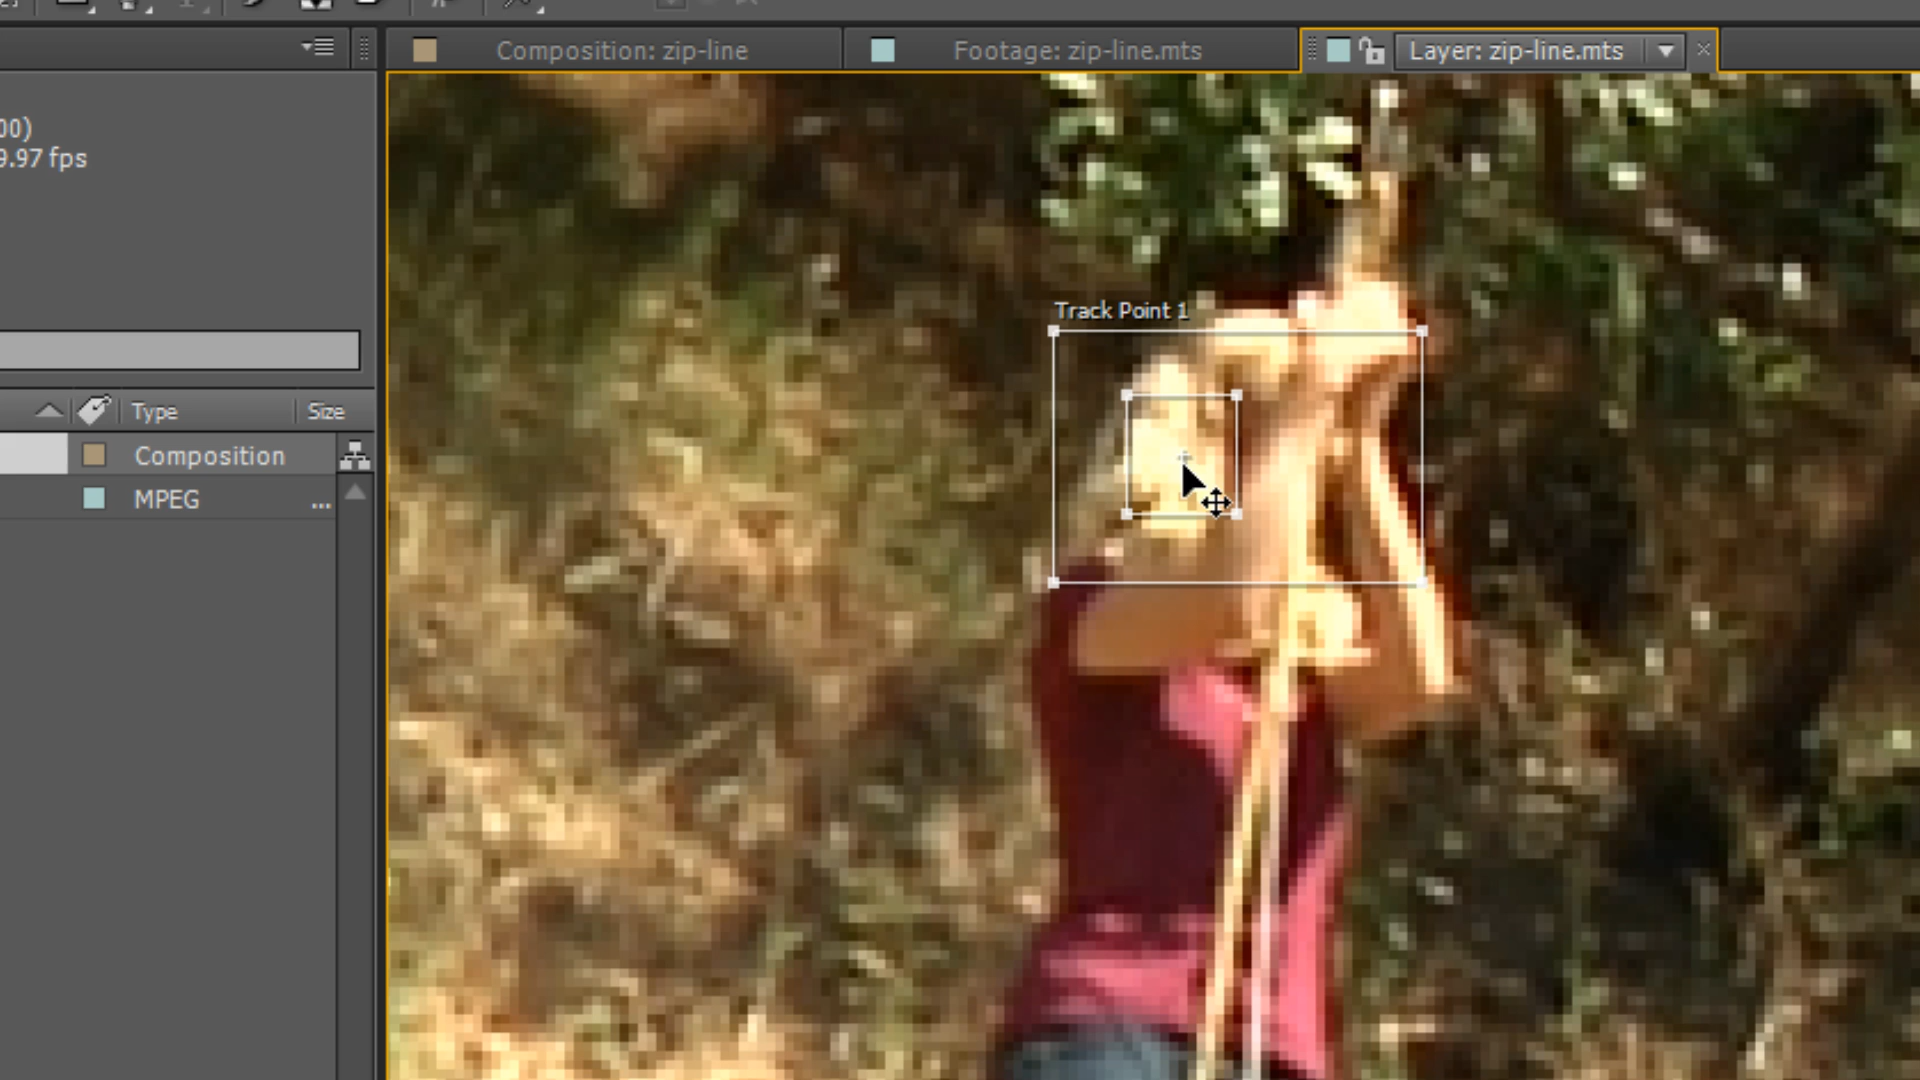 Composition: zip-line
Footage: zip-line.mts
Layer: zip-line.mts
00)
9.97 fps
Track Point 1
Type
Size
Composition
MPEG
...